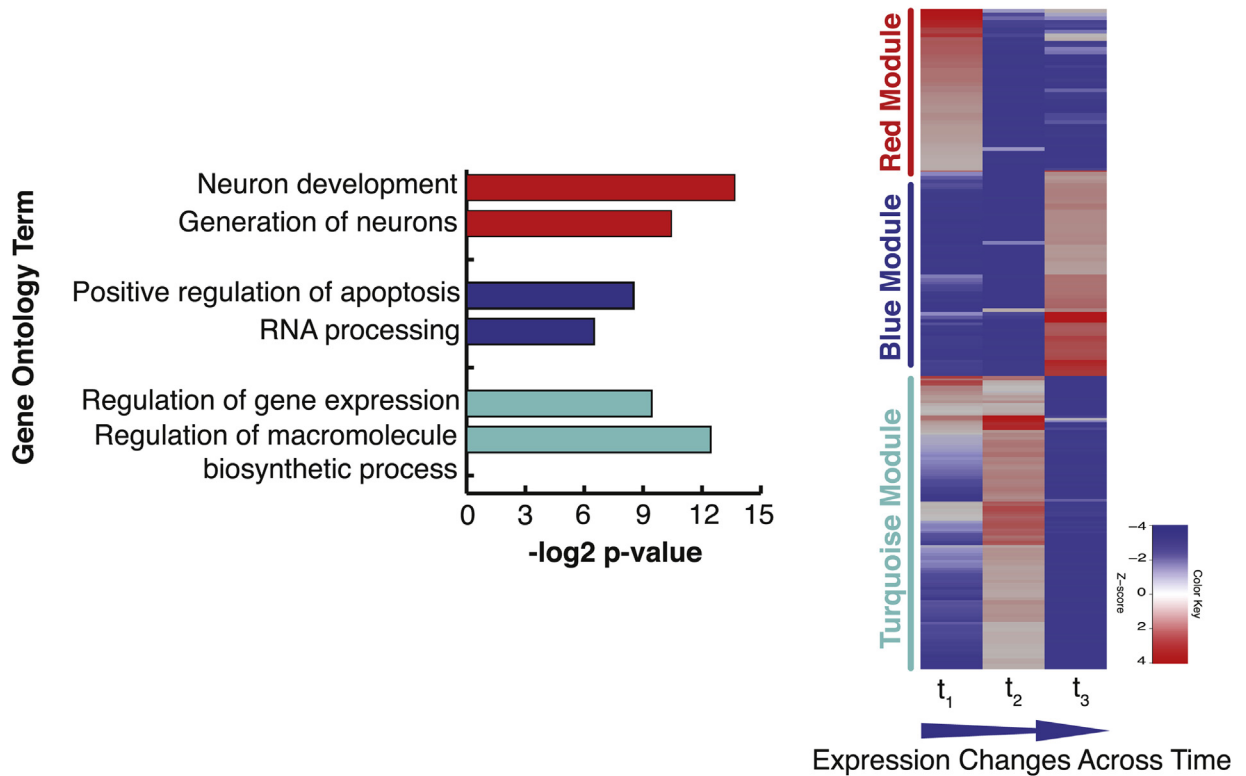 Gene Ontology Term
Neuron development
Generation of neurons
Positive regulation of apoptosis
RNA processing
Regulation of gene expression
Regulation of macromolecule
biosynthetic process
0 3 6 9 12 15
-log2 p-value
Red Module
Blue Module
Turquoise Module
t1 t2 t3
Expression Changes Across Time
−4
−2
0
2
4
Z−score
Color Key